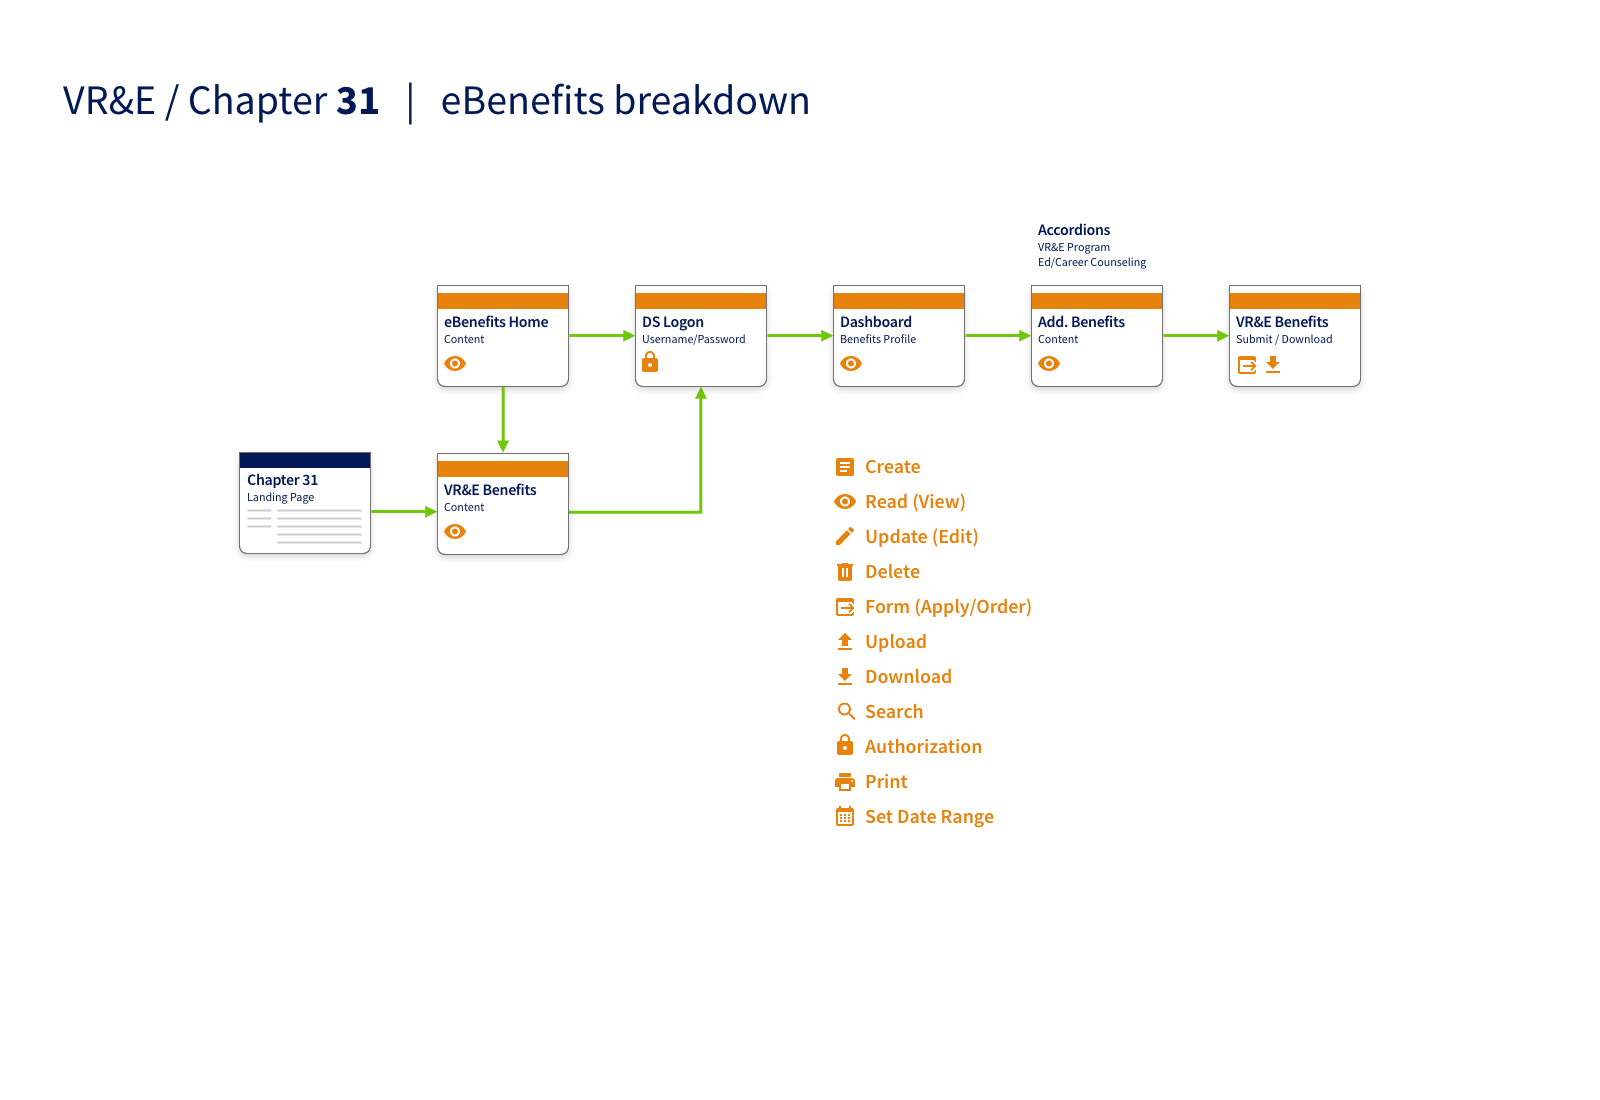 VR&E / Chapter 31 | eBenefits breakdown
Accordions
VR&E Program
Ed/Career Counseling
eBenefits Home
Content
DS Logon
Username/Password
Dashboard
Benefits Profile
Add. Benefits
Content
VR&E Benefits
Submit / Download
Chapter 31
Landing Page
VR&E Benefits
Content
Create
Read (View)
Update (Edit)
Delete
Form (Apply/Order)
Upload
Download
Search
Authorization
Print
Set Date Range